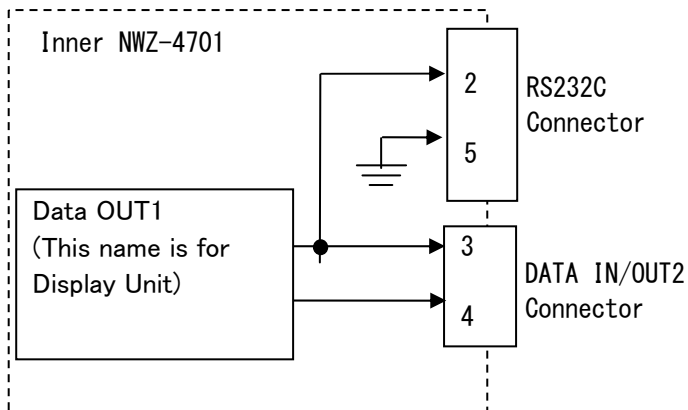 Inner NWZ-4701
2
RS232C
Connector
5
Data OUT1
(This name is for
Display Unit)
3
DATA IN/OUT2
Connector
4